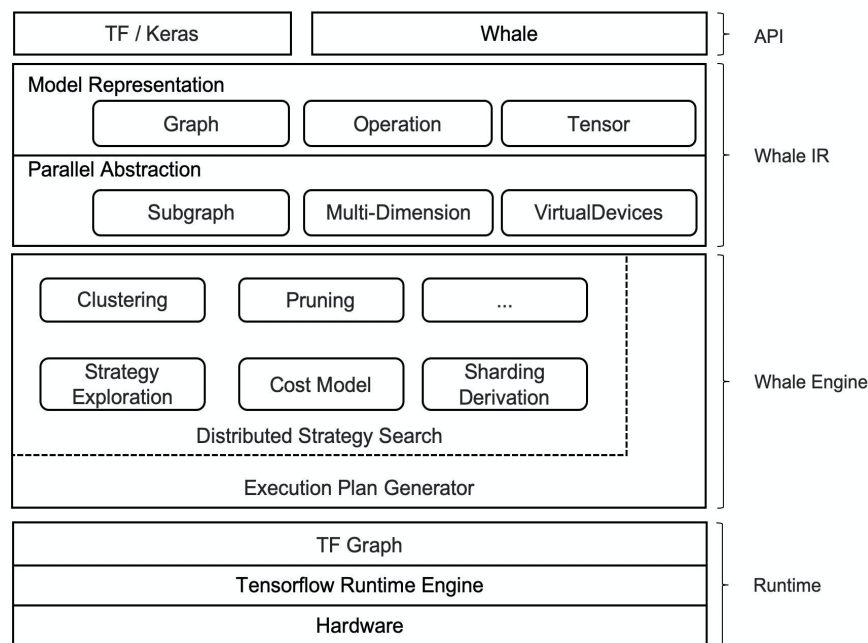 TF / Keras
Whale
API
Model Representation
Graph
Operation
Tensor
Whale IR
Parallel Abstraction
Subgraph
Multi-Dimension
VirtualDevices
Clustering
Pruning
...
Strategy
Exploration
Cost Model
Sharding
Derivation
Whale Engine
Distributed Strategy Search
Execution Plan Generator
TF Graph
Tensorflow Runtime Engine
Runtime
Hardware